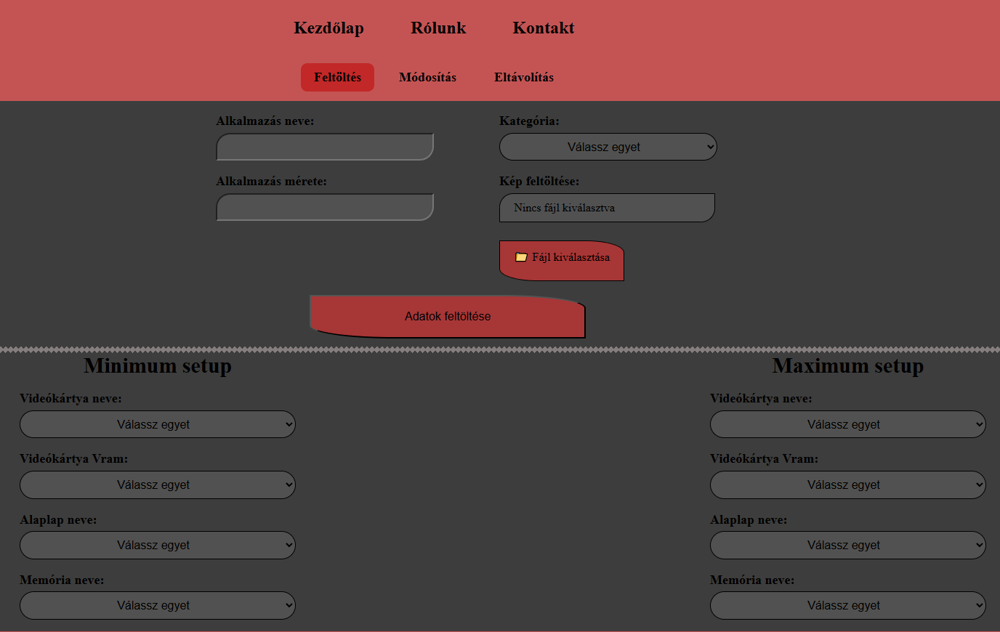 Kezdőlap Rólunk Kontakt
Feltöltés Módosítás Eltávolítás
Alkalmazás neve: Kategória:
Válassz egyet
Alkalmazás mérete: Kép feltöltése:
Nincs fájl kiválasztva
Fájl kiválasztása
Adatok feltöltése
Minimum setup Maximum setup
Videókártya neve: Videókártya neve:
Válassz egyet Válassz egyet
Videókártya Vram: Videókártya Vram:
Válassz egyet Válassz egyet
Alaplap neve: Alaplap neve:
Válassz egyet Válassz egyet
Memória neve: Memória neve:
Válassz egyet Válassz egyet